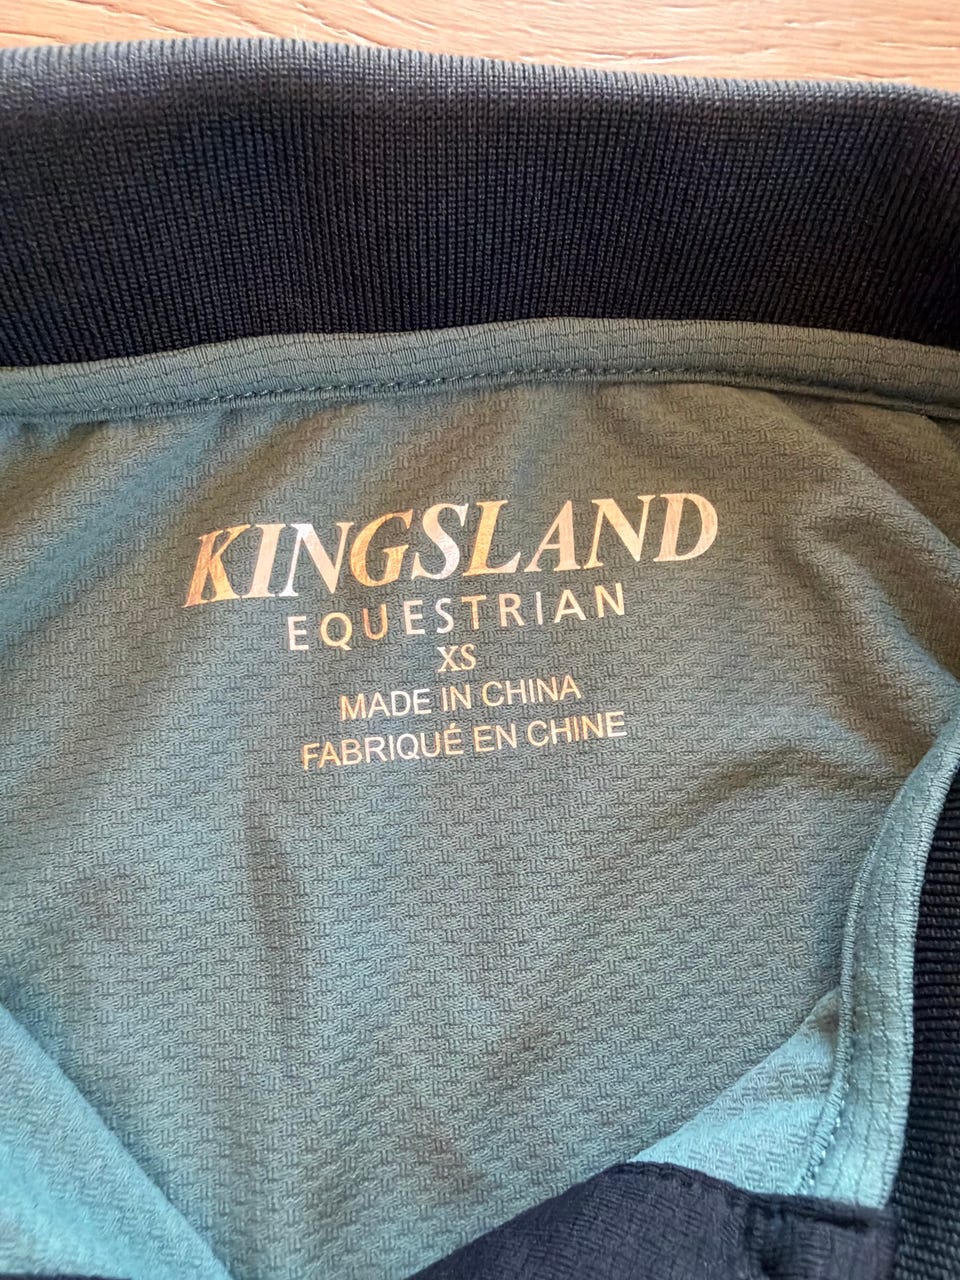 KINGSLAND
EQUESTRIAN
XS
MADE IN CHINA
FABRIQUÉ EN CHINE